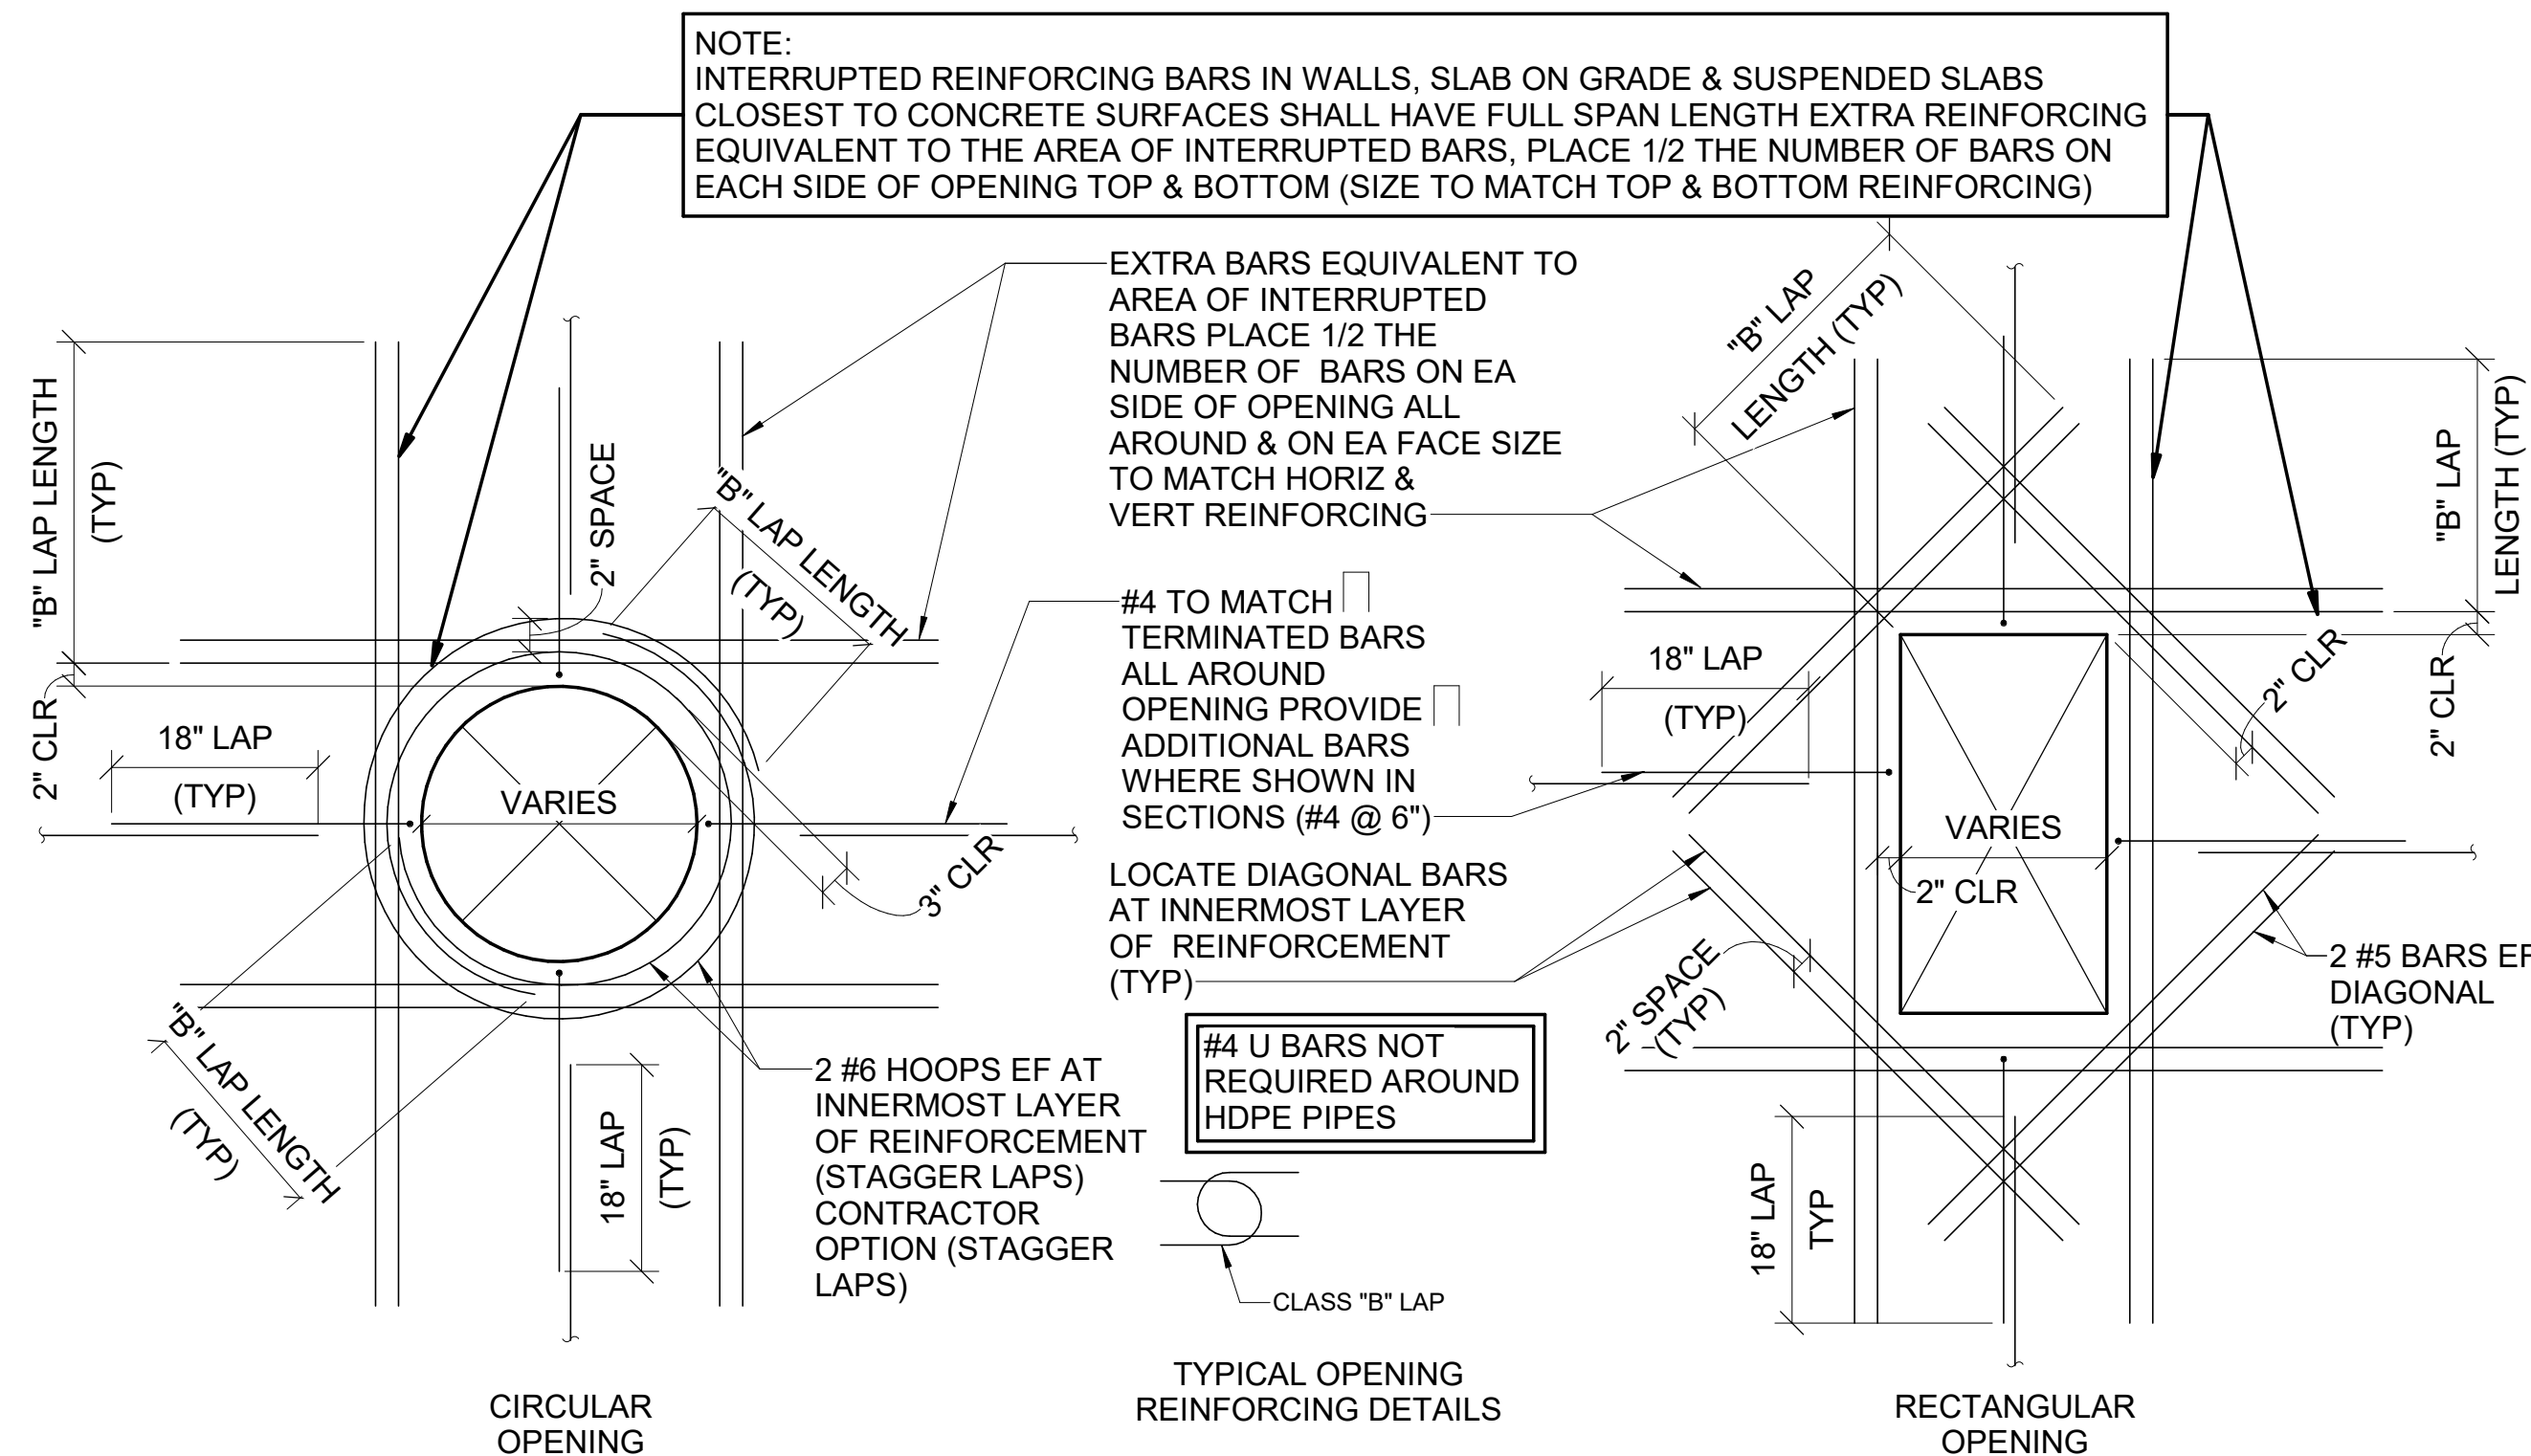 NOTE:
INTERRUPTED REINFORCING BARS IN WALLS, SLAB ON GRADE & SUSPENDED SLABS
CLOSEST TO CONCRETE SURFACES SHALL HAVE FULL SPAN LENGTH EXTRA REINFORCING
EQUIVALENT TO THE AREA OF INTERRUPTED BARS, PLACE 1/2 THE NUMBER OF BARS ON
EACH SIDE OF OPENING TOP & BOTTOM (SIZE TO MATCH TOP & BOTTOM REINFORCING)
"B" LAP LENGTH
(TYP)
2" CLR
18" LAP
(TYP)
2" SPACE
"B" LAP LENGTH
(TYP)
VARIES
3" CLR
"B" LAP LENGTH
(TYP)
18" LAP
(TYP)
2 #6 HOOPS EF AT
INNERMOST LAYER
OF REINFORCEMENT
(STAGGER LAPS)
CONTRACTOR
OPTION (STAGGER
LAPS)
CIRCULAR
OPENING
EXTRA BARS EQUIVALENT TO
AREA OF INTERRUPTED
BARS PLACE 1/2 THE
NUMBER OF BARS ON EA
SIDE OF OPENING ALL
AROUND & ON EA FACE SIZE
TO MATCH HORIZ &
VERT REINFORCING
#4 TO MATCH
TERMINATED BARS
ALL AROUND
OPENING PROVIDE
ADDITIONAL BARS
WHERE SHOWN IN
SECTIONS (#4 @ 6")
LOCATE DIAGONAL BARS
AT INNERMOST LAYER
OF REINFORCEMENT
(TYP)
#4 U BARS NOT
REQUIRED AROUND
HDPE PIPES
CLASS "B" LAP
TYPICAL OPENING
REINFORCING DETAILS
"B" LAP
LENGTH (TYP)
18" LAP
(TYP)
"B" LAP
LENGTH (TYP)
2" CLR
2" CLR
VARIES
2" CLR
2" SPACE
(TYP)
2 #5 BARS EF
DIAGONAL
(TYP)
18" LAP
TYP
RECTANGULAR
OPENING